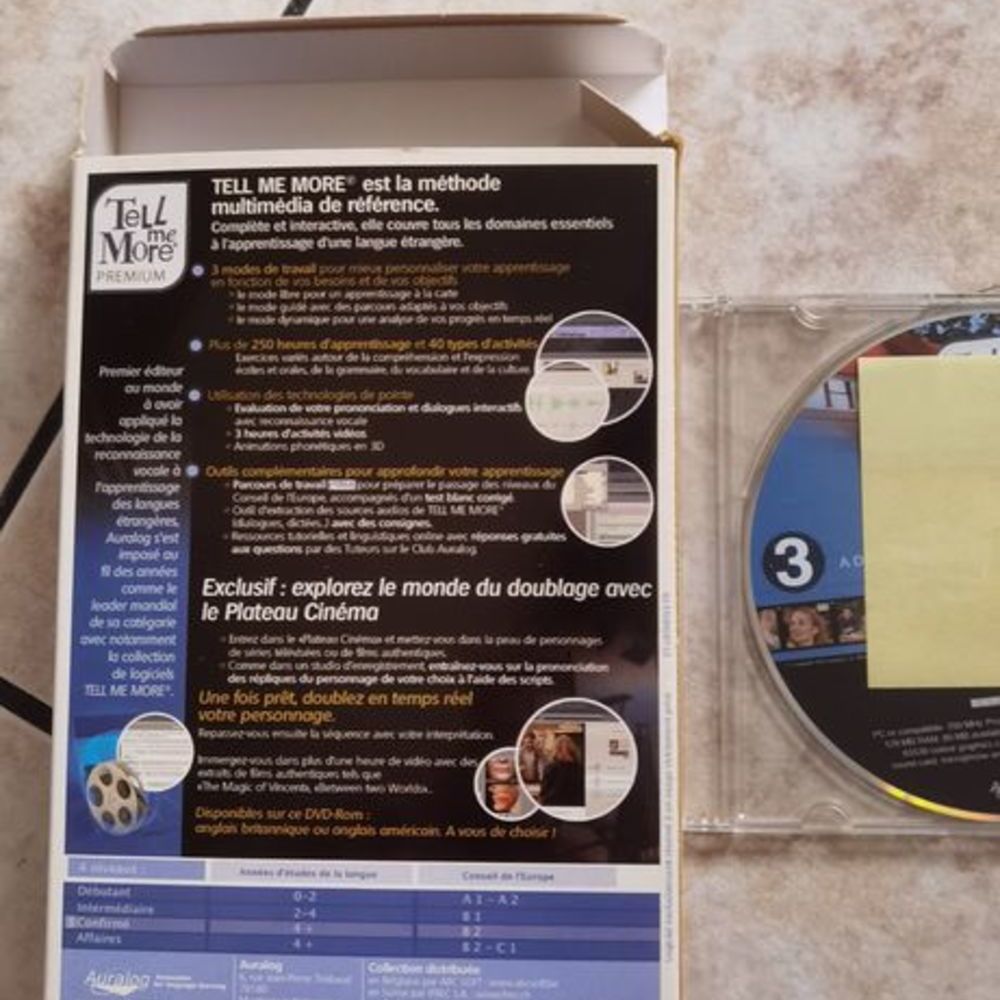 TELL ME MORE® est la méthode
multimédia de référence.
Complète et interactive, elle couvre tous les domaines essentiels
à l'apprentissage d'une langue étrangère.
Tell
me
More®
PREMIUM
3 modes de travail pour mieux personnaliser votre apprentissage
en fonction de vos besoins et de vos objectifs
le mode libre pour un apprentissage à la carte
le mode guidé avec des parcours adaptés à vos objectifs
le mode dynamique pour une analyse de vos progrès en temps réel
Plus de 250 heures d'apprentissage et 40 types d'activités
Exercices variés autour de la compréhension et l'expression
écrites et orales, de la grammaire, du vocabulaire et de la culture
Utilisation des technologies de pointe
Evaluation de votre prononciation et dialogues interactifs
avec reconnaissance vocale
3 heures d'activités vidéos
Animations phonétiques en 3D
Outils complémentaires pour approfondir votre apprentissage
Parcours de travail pour préparer le passage des niveaux du
Conseil de l'Europe, accompagnés d'un test blanc corrigé
Outil d'extraction des sources audios de TELL ME MORE®
(dialogues, dictées.) avec des consignes.
Ressources tutorielles et linguistiques online avec réponses gratuites
aux questions par des Tuteurs sur le Club Auralog.
Premier éditeur
au monde
à avoir
appliqué la
technologie de la
reconnaissance
vocale à
l'apprentissage
des langues
étrangères,
Auralog s'est
imposé au
fil des années
comme le
leader mondial
de sa catégorie
avec notamment
la collection
de logiciels
TELL ME MORE®.
Exclusif : explorez le monde du doublage avec
le Plateau Cinéma
Entrez dans le «Plateau Cinéma» et mettez-vous dans la peau de personnages
de séries télévisées ou de films authentiques.
Comme dans un studio d'enregistrement, entraînez-vous sur la prononciation
des répliques du personnage de votre choix à l'aide des scripts.
Une fois prêt, doublez en temps réel
votre personnage.
Repassez-vous ensuite la séquence avec votre interprétation.
Immergez-vous dans plus d'une heure de vidéo avec des
extraits de films authentiques tels que
«The Magic of Vincent», «Between two Worlds»..
Disponibles sur ce DVD-Rom :
anglais britannique ou anglais américain. A vous de choisir !
4 niveaux : Années d'études de la langue Conseil de l'Europe
Débutant 0-2 A1 - A2
Intermédiaire 2-4 B1
Confirmé 4 + B2
Affaires 4 + B2 - C1
Auralog
Auralog
Collection distribuée
3